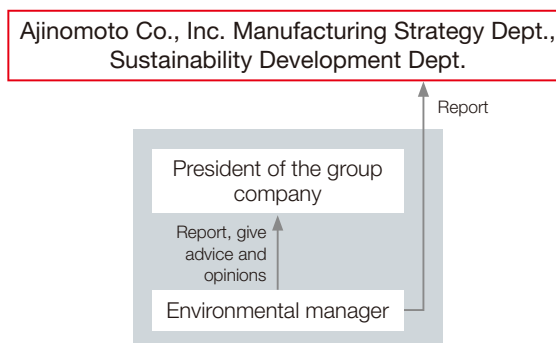 Ajinomoto Co., Inc. Manufacturing Strategy Dept.,
Sustainability Development Dept.
Report
President of the group
company
Report, give
advice and
opinions
Environmental manager